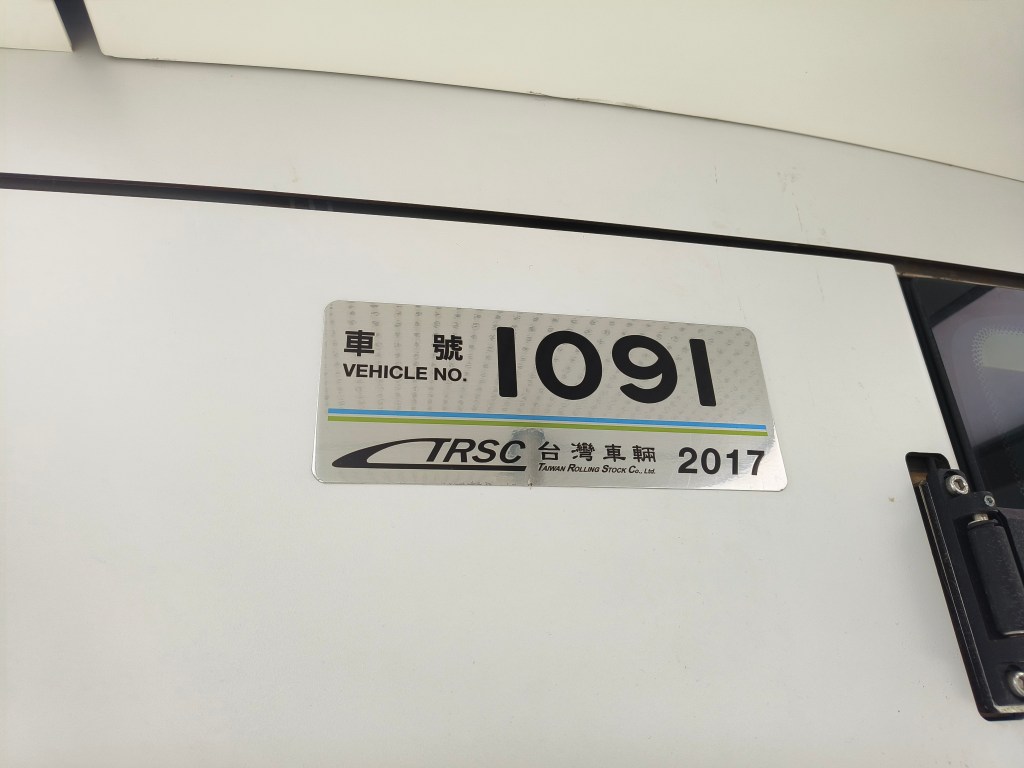 車號
VEHICLE NO.
1091
TRSC
台灣車輛
TAIWAN ROLLING STOCK CO., LTD.
2017